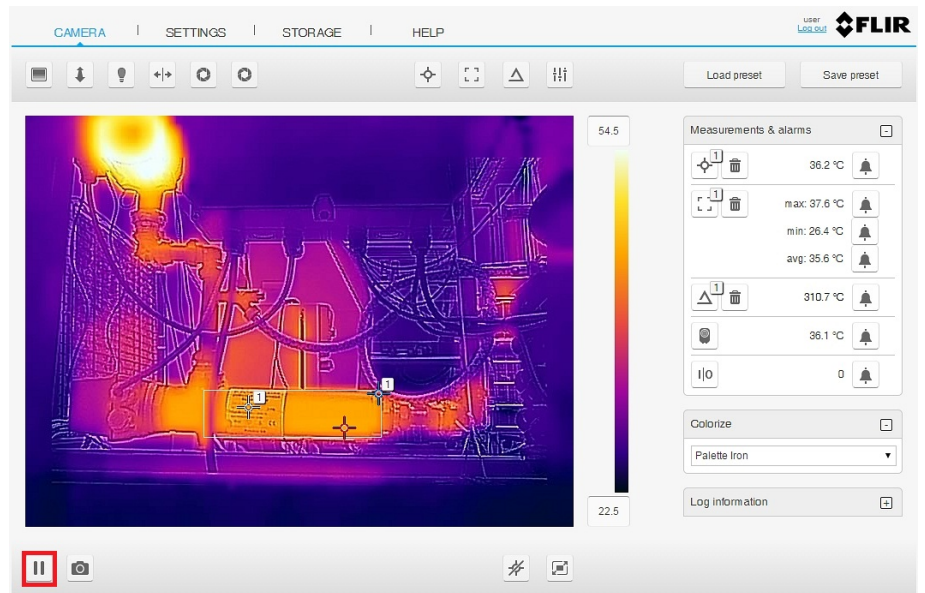 CAMERA SETTINGS STORAGE HELP
user
Log out
FLIR
Load preset Save preset
54.5
22.5
1
1
Measurements & alarms
1 36.2 °C
1 max: 37.6 °C
min: 26.4 °C
avg: 35.6 °C
1 310.7 °C
36.1 °C
I|O 0
Colorize
Palette Iron
Log information